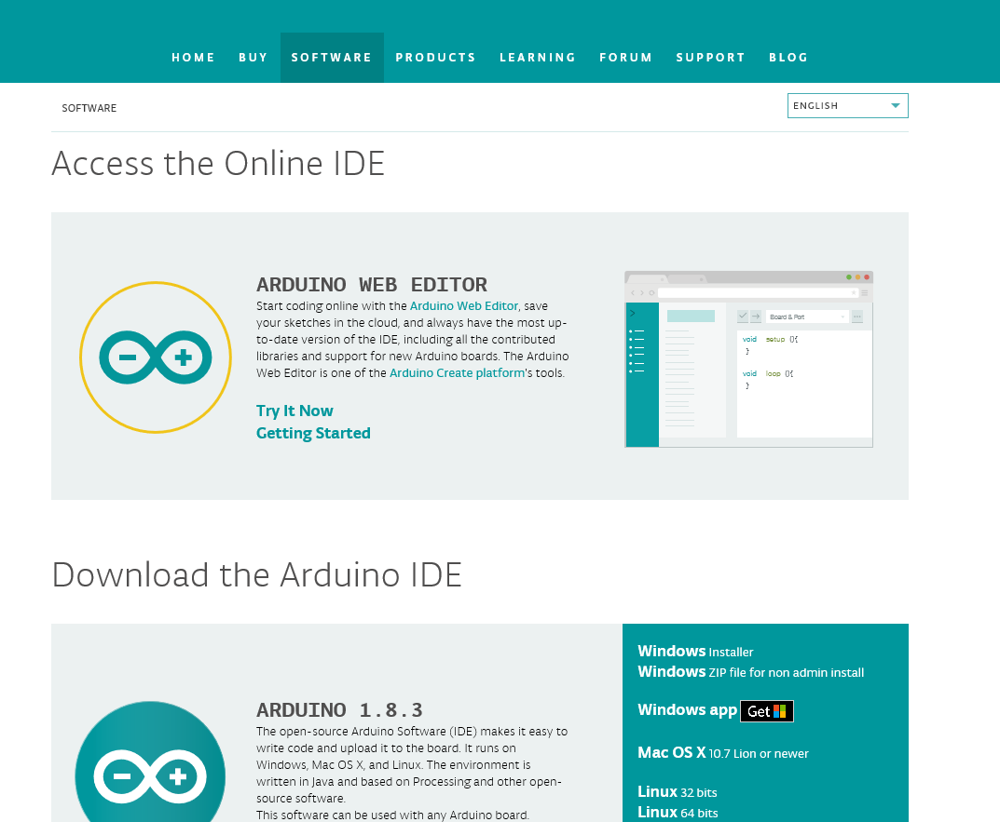 HOME BUY SOFTWARE PRODUCTS LEARNING FORUM SUPPORT BLOG
SOFTWARE
ENGLISH
Access the Online IDE
ARDUINO WEB EDITOR
Start coding online with the Arduino Web Editor, save
your sketches in the cloud, and always have the most up-
to-date version of the IDE, including all the contributed
libraries and support for new Arduino boards. The Arduino
Web Editor is one of the Arduino Create platform's tools.
Try It Now
Getting Started
Board & Port
void setup (){
}
void loop (){
}
Download the Arduino IDE
ARDUINO 1.8.3
The open-source Arduino Software (IDE) makes it easy to
write code and upload it to the board. It runs on
Windows, Mac OS X, and Linux. The environment is
written in Java and based on Processing and other open-
source software.
This software can be used with any Arduino board.
Windows Installer
Windows ZIP file for non admin install
Windows app Get
Mac OS X 10.7 Lion or newer
Linux 32 bits
Linux 64 bits